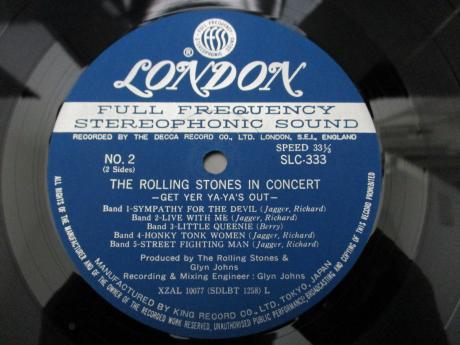 FULL FREQUENCY STEREOPHONIC
®
LONDON
FULL FREQUENCY
STEREOPHONIC SOUND
RECORDED BY THE DECCA RECORD CO., LTD. LONDON, S.E.I., ENGLAND
SPEED 33⅓
NO. 2
SLC-333
(2 Sides)
THE ROLLING STONES IN CONCERT
—GET YER YA-YA'S OUT—
Band 1-SYMPATHY FOR THE DEVIL (Jagger, Richard)
Band 2-LIVE WITH ME (Jagger, Richard)
Band 3-LITTLE QUEENIE (Berry)
Band 4-HONKY TONK WOMEN (Jagger, Richard)
Band 5-STREET FIGHTING MAN (Jagger, Richard)
Produced by The Rolling Stones &
Glyn Johns
Recording & Mixing Engineer : Glyn Johns
XZAL 10077 (SDLBT 1258) L
MANUFACTURED BY KING RECORD CO., LTD. TOKYO, JAPAN
ALL RIGHTS OF THE MANUFACTURERS AND OF THE OWNER OF THE RECORDED WORK RESERVED, UNAUTHORISED PUBLIC PERFORMANCE, BROADCASTING AND COPYING OF THIS RECORD PROHIBITED